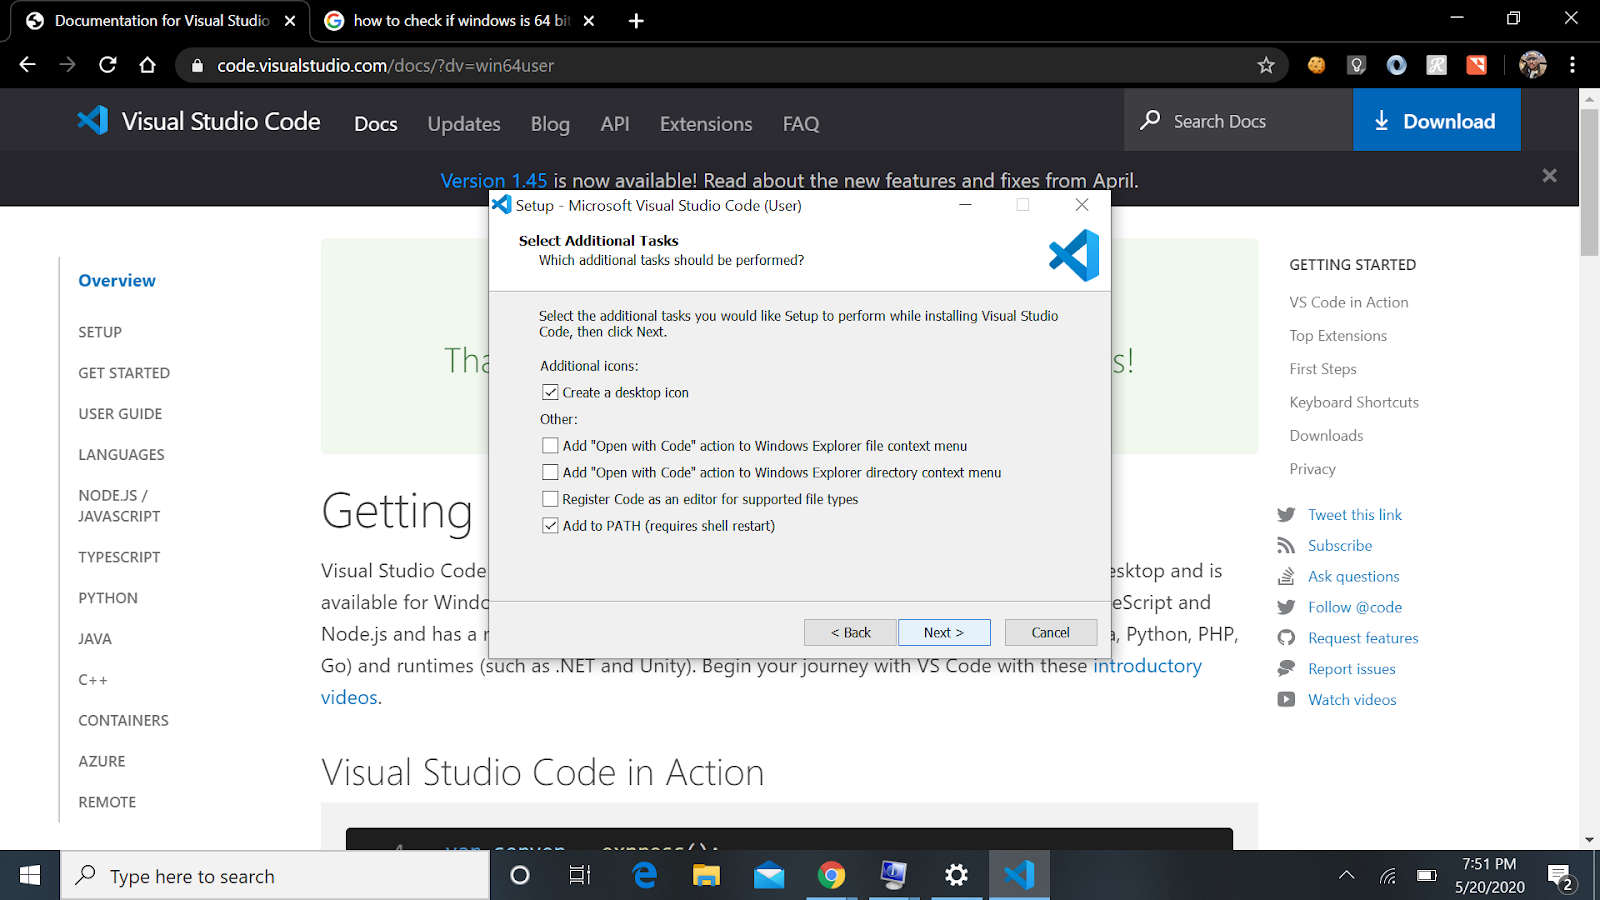 Documentation for Visual Studio
how to check if windows is 64 bit
code.visualstudio.com/docs/?dv=win64user
Visual Studio Code
Docs
Updates
Blog
API
Extensions
FAQ
Search Docs
Download
Version 1.45 is now available! Read about the new features and fixes from April.
Setup - Microsoft Visual Studio Code (User)
Select Additional Tasks
Which additional tasks should be performed?
Select the additional tasks you would like Setup to perform while installing Visual Studio
Code, then click Next.
Additional icons:
Create a desktop icon
Other:
Add "Open with Code" action to Windows Explorer file context menu
Add "Open with Code" action to Windows Explorer directory context menu
Register Code as an editor for supported file types
Add to PATH (requires shell restart)
< Back
Next >
Cancel
Overview
SETUP
GET STARTED
USER GUIDE
LANGUAGES
NODE.JS /
JAVASCRIPT
TYPESCRIPT
PYTHON
JAVA
C++
CONTAINERS
AZURE
REMOTE
Tha
s!
Getting
Visual Studio Code
esktop and is
available for Windo
eScript and
Node.js and has a r
a, Python, PHP,
Go) and runtimes (such as .NET and Unity). Begin your journey with VS Code with these introductory
videos.
Visual Studio Code in Action
GETTING STARTED
VS Code in Action
Top Extensions
First Steps
Keyboard Shortcuts
Downloads
Privacy
Tweet this link
Subscribe
Ask questions
Follow @code
Request features
Report issues
Watch videos
Type here to search
7:51 PM
5/20/2020
2